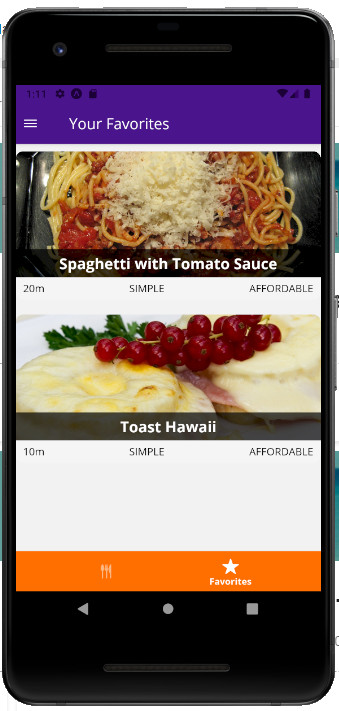 1:11
Your Favorites
Spaghetti with Tomato Sauce
20m SIMPLE AFFORDABLE
Toast Hawaii
10m SIMPLE AFFORDABLE
Favorites